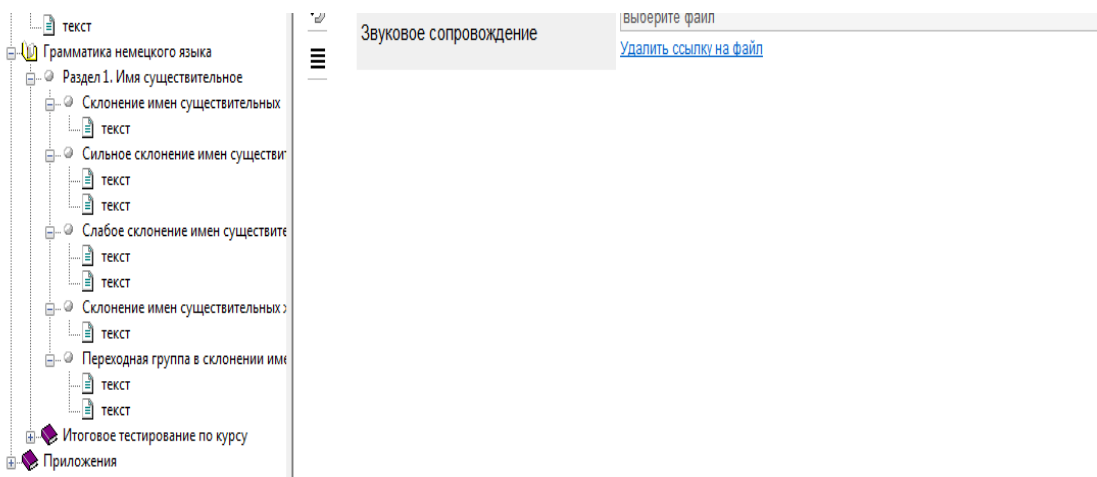 текст
Грамматика немецкого языка
Раздел 1. Имя существительное
Склонение имен существительных
текст
Сильное склонение имен существит
текст
текст
Слабое склонение имен существите
текст
текст
Склонение имен существительных
текст
Переходная группа в склонении име
текст
текст
Итоговое тестирование по курсу
Приложения
Звуковое сопровождение
выберите файл
Удалить ссылку на файл